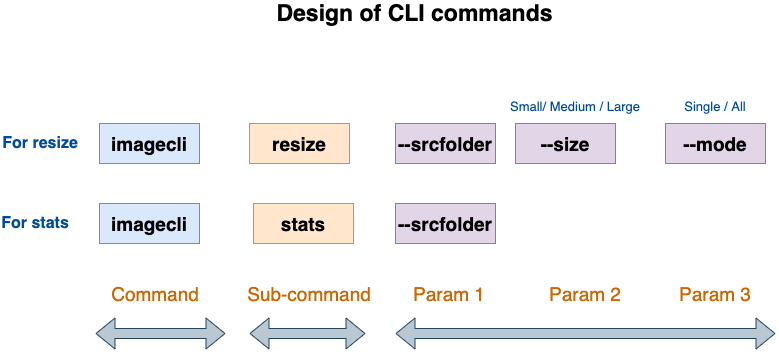 Design of CLI commands
Small/ Medium / Large
Single / All
For resize
imagecli
resize
--srcfolder
--size
--mode
For stats
imagecli
stats
--srcfolder
Command
Sub-command
Param 1
Param 2
Param 3